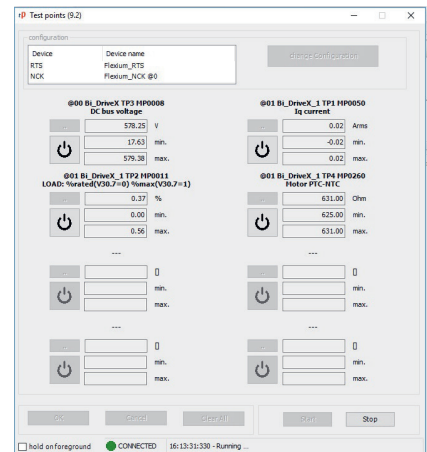 Test points (9.2)
configuration
Device Device name
RTS Flexium_RTS
NCK Flexium_NCK @0
change Configuration
@00 Bi_DriveX TP3 MP0008
DC bus voltage
... 578.25 V
17.63 min.
579.38 max.
@01 Bi_DriveX_1 TP1 MP0050
Iq current
... 0.02 Arms
-0.02 min.
0.02 max.
@01 Bi_DriveX_1 TP2 MP0011
LOAD: %rated(V30.7=0) %max(V30.7=1)
... 0.37 %
0.00 min.
0.56 max.
@01 Bi_DriveX_1 TP4 MP0260
Motor PTC-NTC
... 631.00 Ohm
625.00 min.
631.00 max.
---
... []
min.
max.
---
... []
min.
max.
---
... []
min.
max.
---
... []
min.
max.
OK Cancel Clear All Start Stop
hold on foreground CONNECTED 16:13:31:330 - Running ...